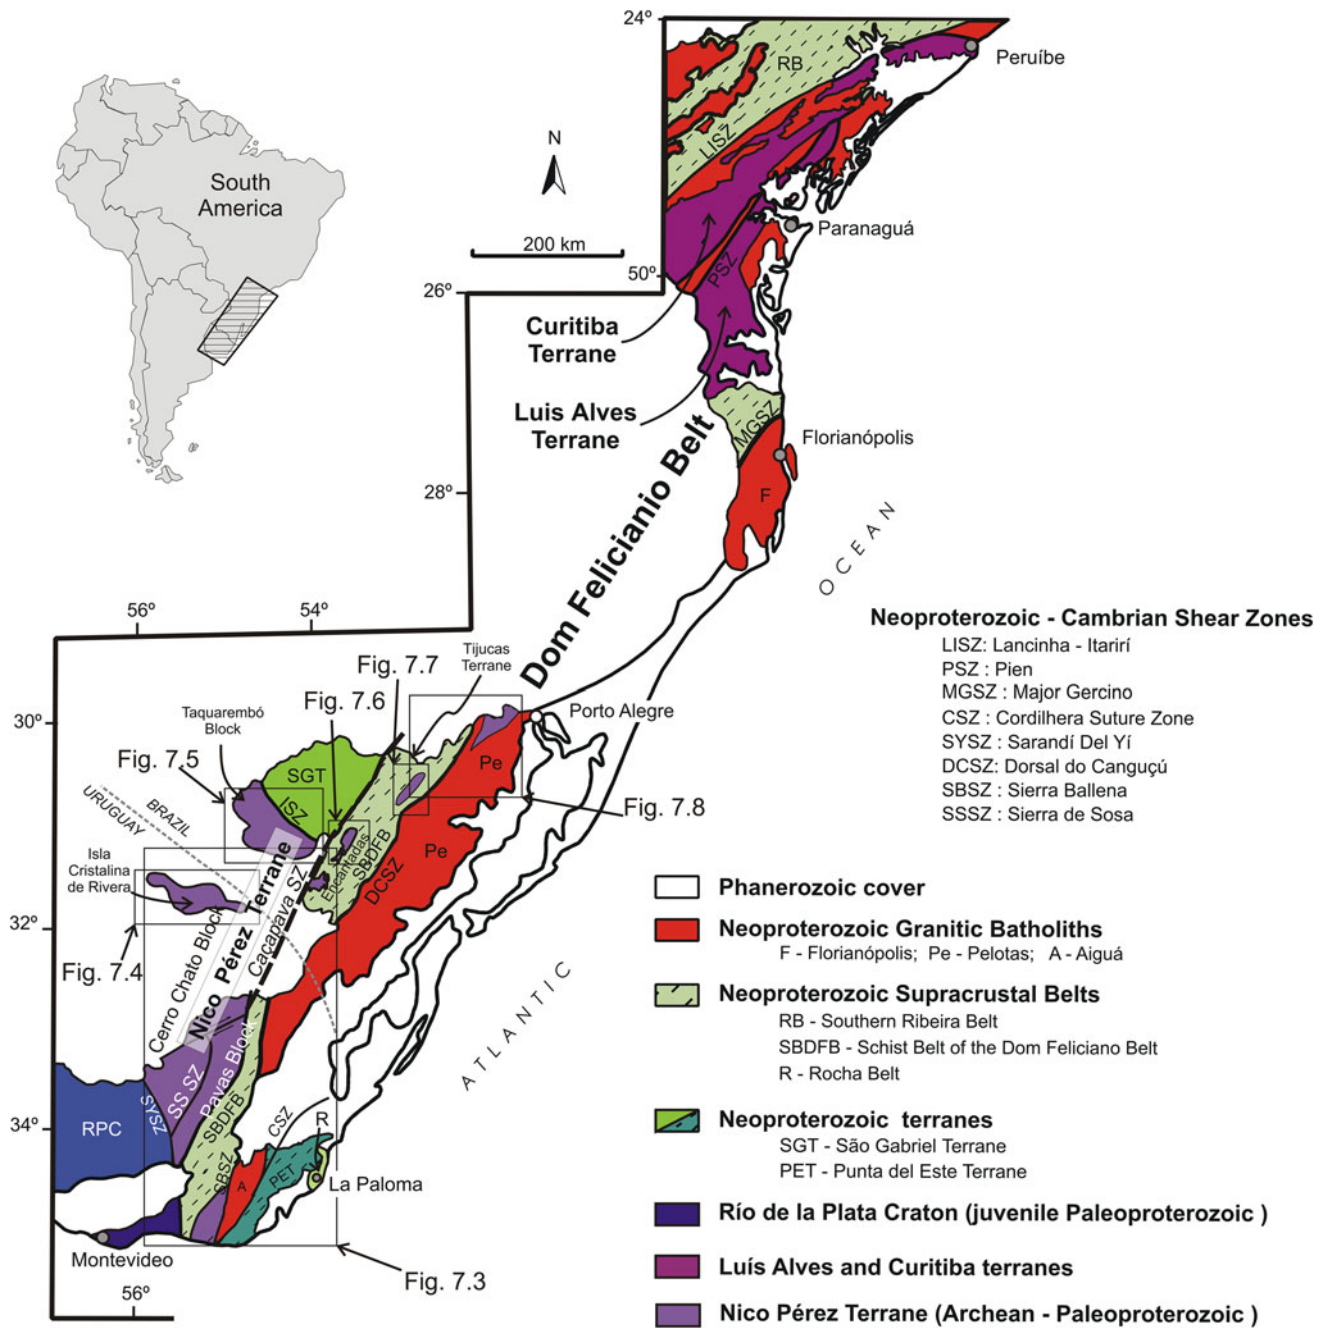 24º
Peruíbe
RB
LISZ
South
America
N
200 km
Paranaguá
PSZ
50º
26º
Curitiba
Terrane
Luis Alves
Terrane
MGSZ
Florianópolis
28º
F
Dom Felicianio Belt
OCEAN
ATLANTIC
56º
54º
Tijucas
Terrane
Fig. 7.7
Fig. 7.6
Taquarembó
Block
Fig. 7.5
30º
Porto Alegre
SGT
ISZ
Pe
Fig. 7.8
BRAZIL
URUGUAY
Isla
Cristalina
de Rivera
Encantadas
SBDFB
DCSZ
Pe
Nico Pérez Terrane
Caçapava SZ
Cerro Chato Block
32º
Fig. 7.4
SS SZ
Pavas Block
SYSZ
SBDFB
34º
RPC
CSZ
R
SBSZ
A
PET
La Paloma
Montevideo
Fig. 7.3
56º
Neoproterozoic - Cambrian Shear Zones
LISZ: Lancinha - Itarirí
PSZ : Pien
MGSZ : Major Gercino
CSZ : Cordilhera Suture Zone
SYSZ : Sarandí Del Yí
DCSZ: Dorsal do Canguçú
SBSZ : Sierra Ballena
SSSZ : Sierra de Sosa
Phanerozoic cover
Neoproterozoic Granitic Batholiths
F - Florianópolis; Pe - Pelotas; A - Aiguá
Neoproterozoic Supracrustal Belts
RB - Southern Ribeira Belt
SBDFB - Schist Belt of the Dom Feliciano Belt
R - Rocha Belt
Neoproterozoic terranes
SGT - São Gabriel Terrane
PET - Punta del Este Terrane
Río de la Plata Craton (juvenile Paleoproterozoic )
Luís Alves and Curitiba terranes
Nico Pérez Terrane (Archean - Paleoproterozoic )